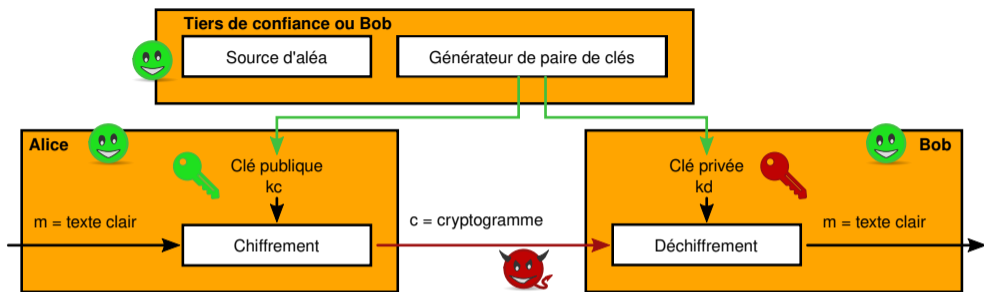 Tiers de confiance ou Bob
Source d'aléa
Générateur de paire de clés
Alice
Bob
Clé publique
kc
Clé privée
kd
m = texte clair
Chiffrement
c = cryptogramme
Déchiffrement
m = texte clair